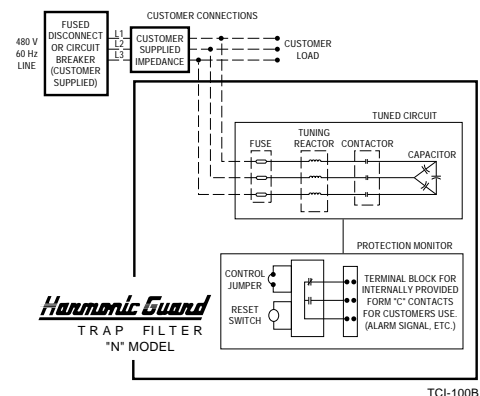 CUSTOMER CONNECTIONS
480 V
60 Hz
LINE
FUSED
DISCONNECT
OR CIRCUIT
BREAKER
(CUSTOMER
SUPPLIED)
L1
L2
L3
CUSTOMER
SUPPLIED
IMPEDANCE
CUSTOMER
LOAD
TUNED CIRCUIT
FUSE
TUNING
REACTOR
CONTACTOR
CAPACITOR
PROTECTION MONITOR
CONTROL
JUMPER
RESET
SWITCH
TERMINAL BLOCK FOR
INTERNALLY PROVIDED
FORM "C" CONTACTS
FOR CUSTOMERS USE.
(ALARM SIGNAL, ETC.)
Harmonic Guard
TRAP FILTER
"N" MODEL
TCI-100B